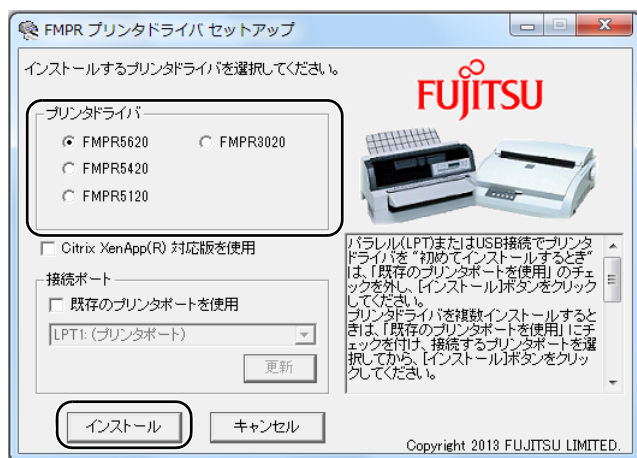 FMPR プリンタドライバ セットアップ
インストールするプリンタドライバを選択してください。
FUJITSU
プリンタドライバ
FMPR5620
FMPR3020
FMPR5420
FMPR5120
Citrix XenApp(R) 対応版を使用
接続ポート
既存のプリンタポートを使用
LPT1: (プリンタポート)
更新
パラレル(LPT)またはUSB接続でプリンタ
ドライバを “初めてインストールするとき“
は、「既存のプリンタポートを使用」 のチェ
ックを外し、[インストール]ボタンをクリック
してください。
プリンタドライバを複数インストールすると
きは、「既存のプリンタポートを使用」にチ
ェックを付け、接続するプリンタポートを選
択してから、[インストール]ボタンをクリッ
クしてください。
インストール
キャンセル
Copyright 2013 FUJITSU LIMITED.